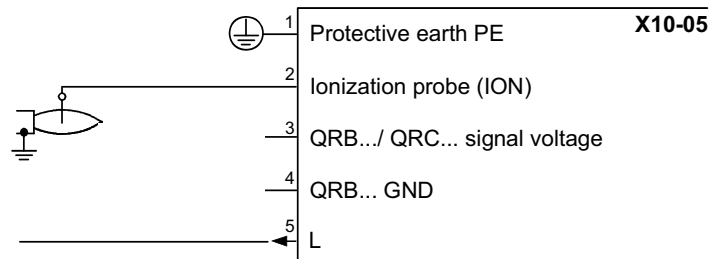 X10-05
1 Protective earth PE
2 Ionization probe (ION)
3 QRB.../ QRC... signal voltage
4 QRB... GND
5 L